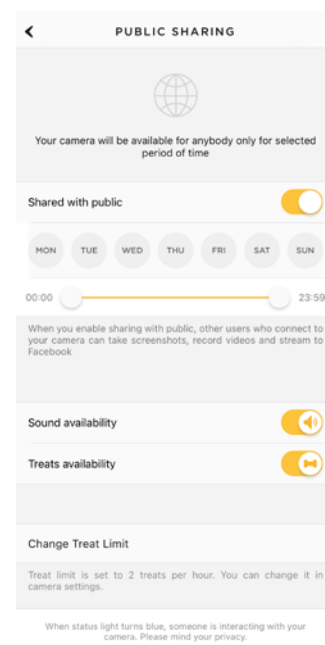 PUBLIC SHARING
Your camera will be available for anybody only for selected
period of time
Shared with public
MON TUE WED THU FRI SAT SUN
00:00 23:59
When you enable sharing with public, other users who connect to
your camera can take screenshots, record videos and stream to
Facebook
Sound availability
Treats availability
Change Treat Limit
Treat limit is set to 2 treats per hour. You can change it in
camera settings.
When status light turns blue, someone is interacting with your
camera. Please mind your privacy.